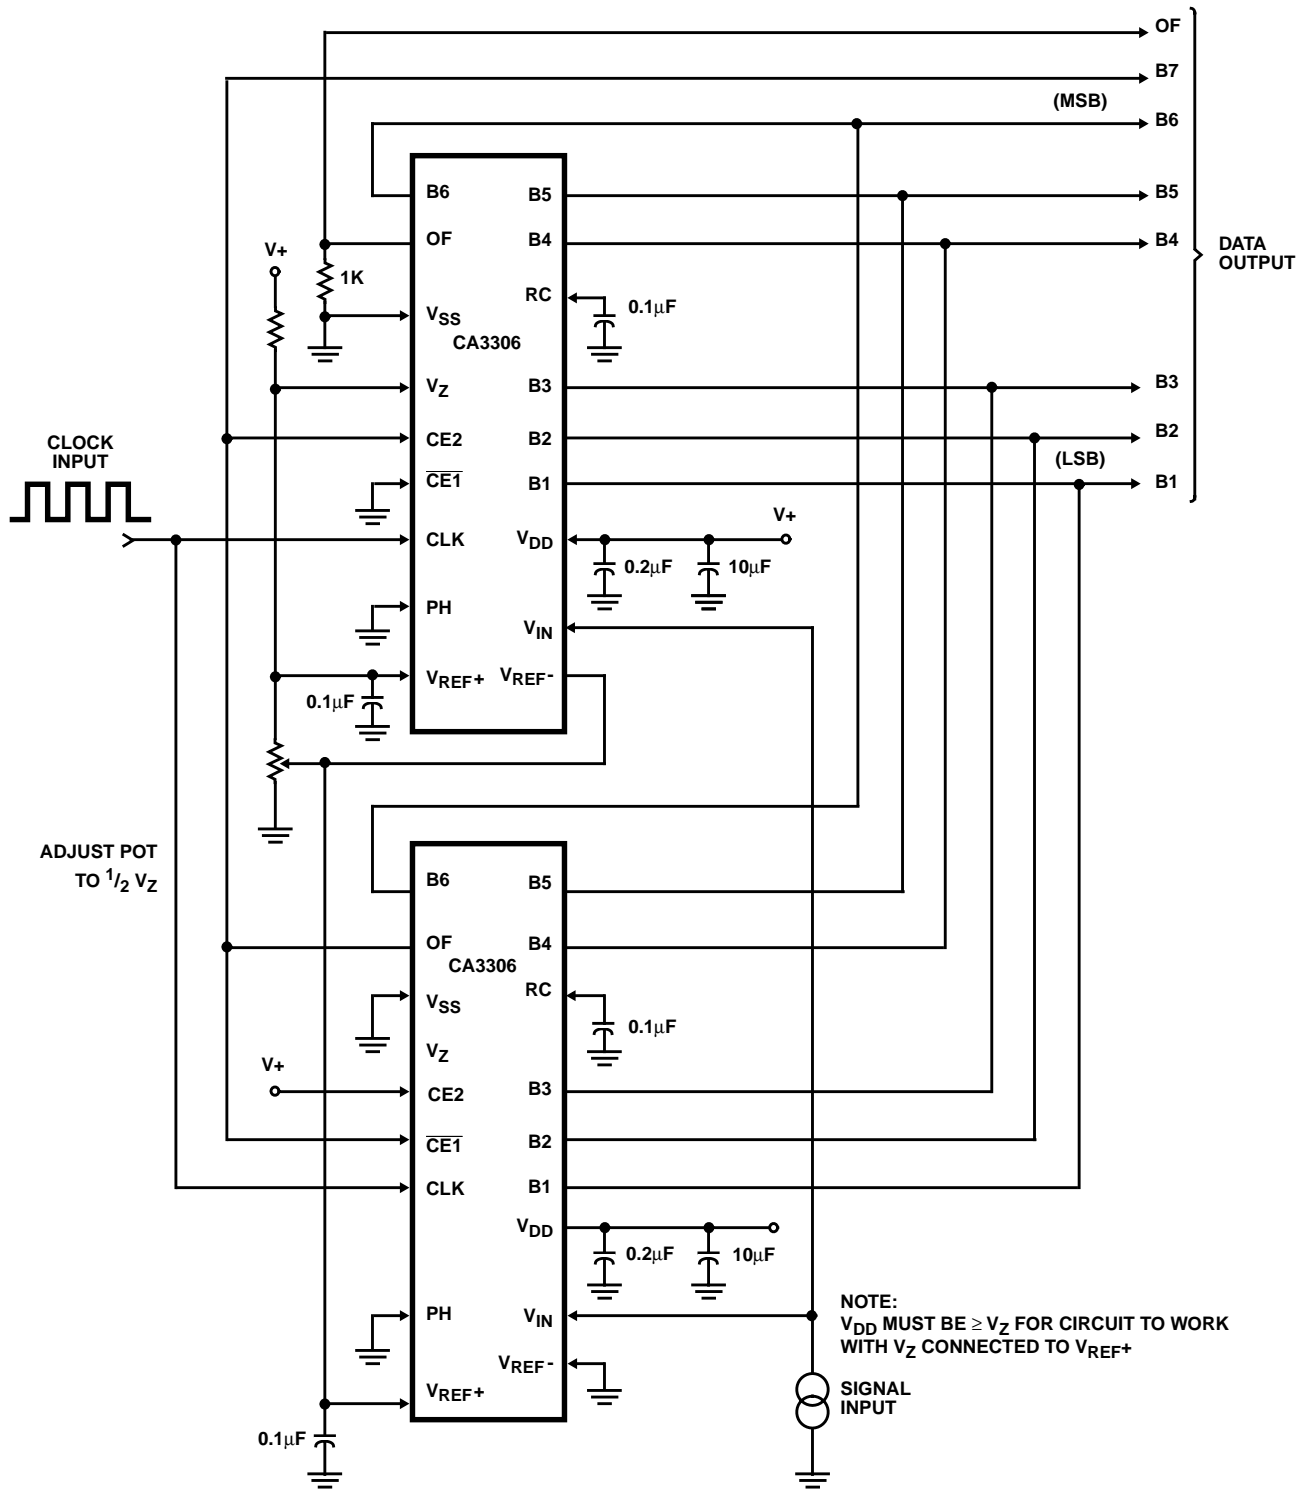 OF
B7
(MSB)
B6
B6
B5
B5
OF
B4
B4
DATA
OUTPUT
V+
1K
RC
0.1μF
VSS
CA3306
VZ
B3
B3
CLOCK
INPUT
CE2
B2
B2
(LSB)
CE1
B1
B1
V+
CLK
VDD
0.2μF
10μF
PH
VIN
VREF+
VREF-
0.1μF
ADJUST POT
TO 1/2 VZ
B6
B5
OF
B4
CA3306
RC
VSS
0.1μF
VZ
V+
CE2
B3
CE1
B2
CLK
B1
VDD
0.2μF
10μF
PH
VIN
NOTE:
VDD MUST BE ≥ VZ FOR CIRCUIT TO WORK
WITH VZ CONNECTED TO VREF+
VREF-
VREF+
SIGNAL
INPUT
0.1μF